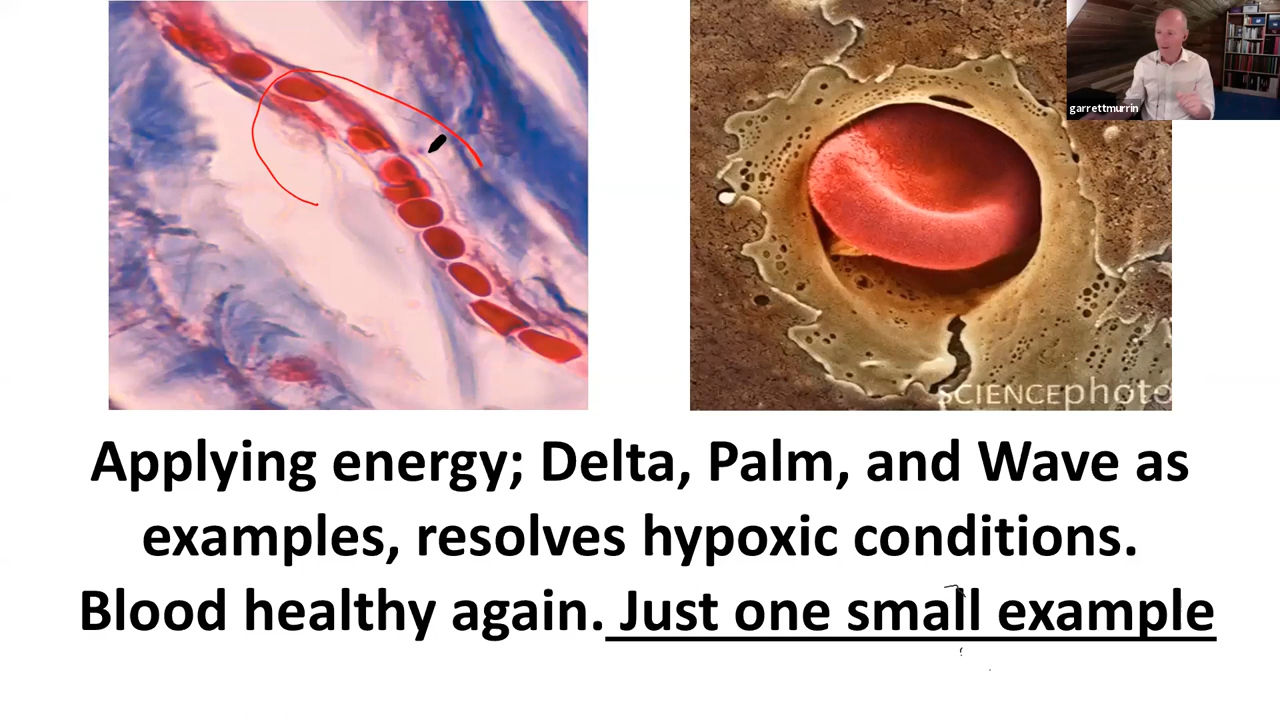 garrettmurrin
SCIENCEphoto
Applying energy; Delta, Palm, and Wave as
examples, resolves hypoxic conditions.
Blood healthy again. Just one small example